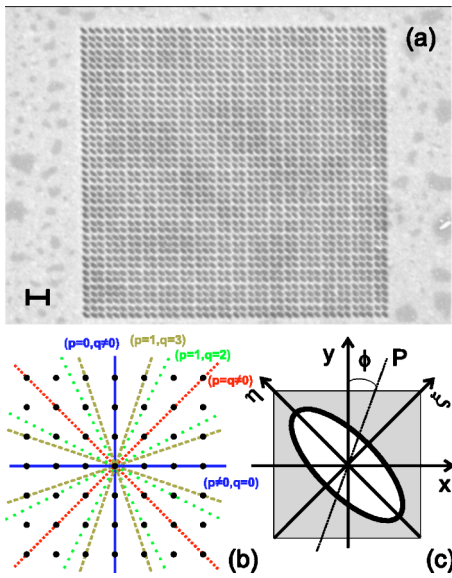 (a)
(p=0,q≠0)
(p=1,q=3)
(p=1,q=2)
(p=q≠0)
(p≠0,q=0)
(b)
y
ϕ
P
η
ξ
x
(c)